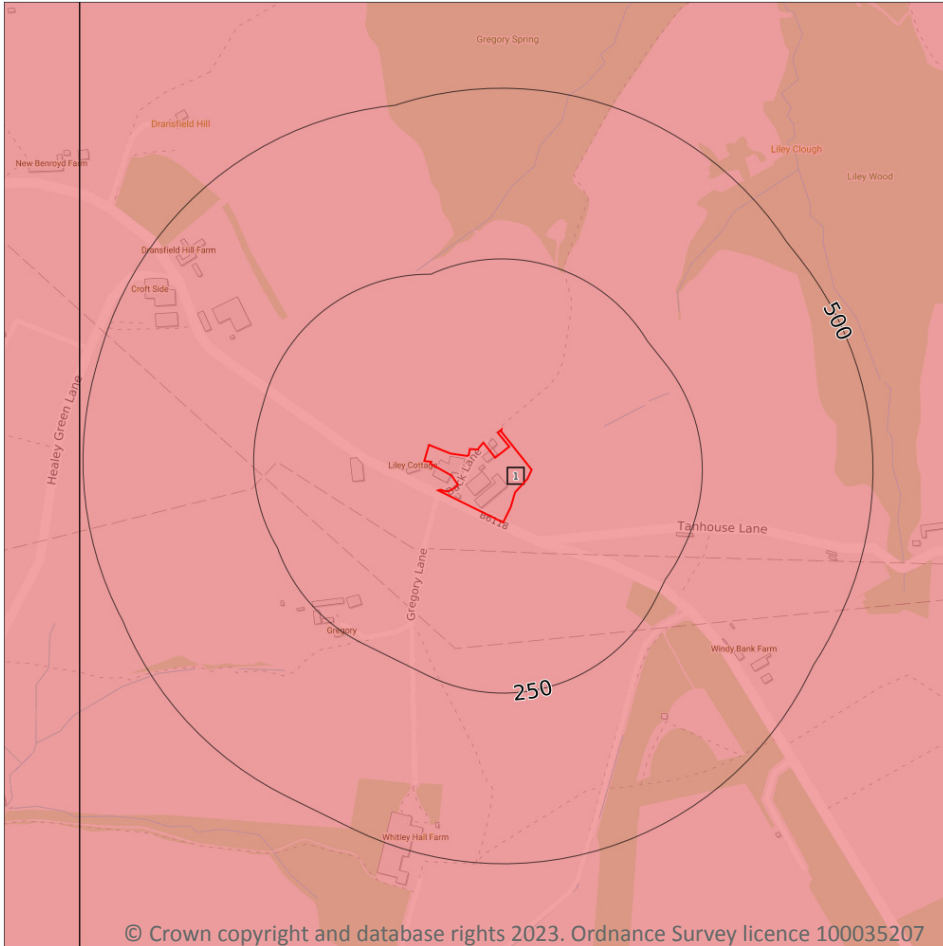 Gregory Spring
Dransfield Hill
Liley Clough
New Benroyd Farm
Liley Wood
Dransfield Hill Farm
Croft Side
500
Healey Green Lane
Liley Cottage
Back Lane
1
B6118
Tanhouse Lane
Gregory Lane
Gregory
Windy Bank Farm
250
Whitley Hall Farm
© Crown copyright and database rights 2023. Ordnance Survey licence 100035207